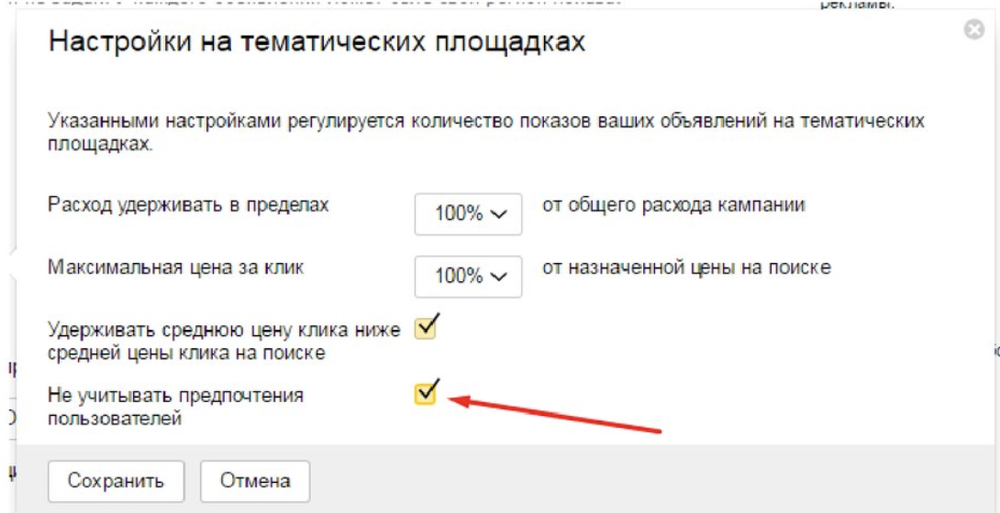 рекламы.
Настройки на тематических площадках
Указанными настройками регулируется количество показов ваших объявлений на тематических
площадках.
Расход удерживать в пределах 100% от общего расхода кампании
Максимальная цена за клик 100% от назначенной цены на поиске
Удерживать среднюю цену клика ниже
средней цены клика на поиске
Не учитывать предпочтения
пользователей
Сохранить Отмена